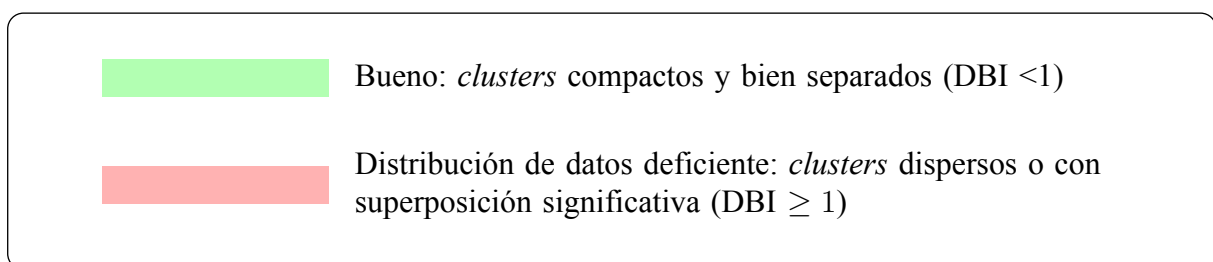 Bueno: clusters compactos y bien separados (DBI <1)
Distribución de datos deficiente: clusters dispersos o con
superposición significativa (DBI ≥ 1)